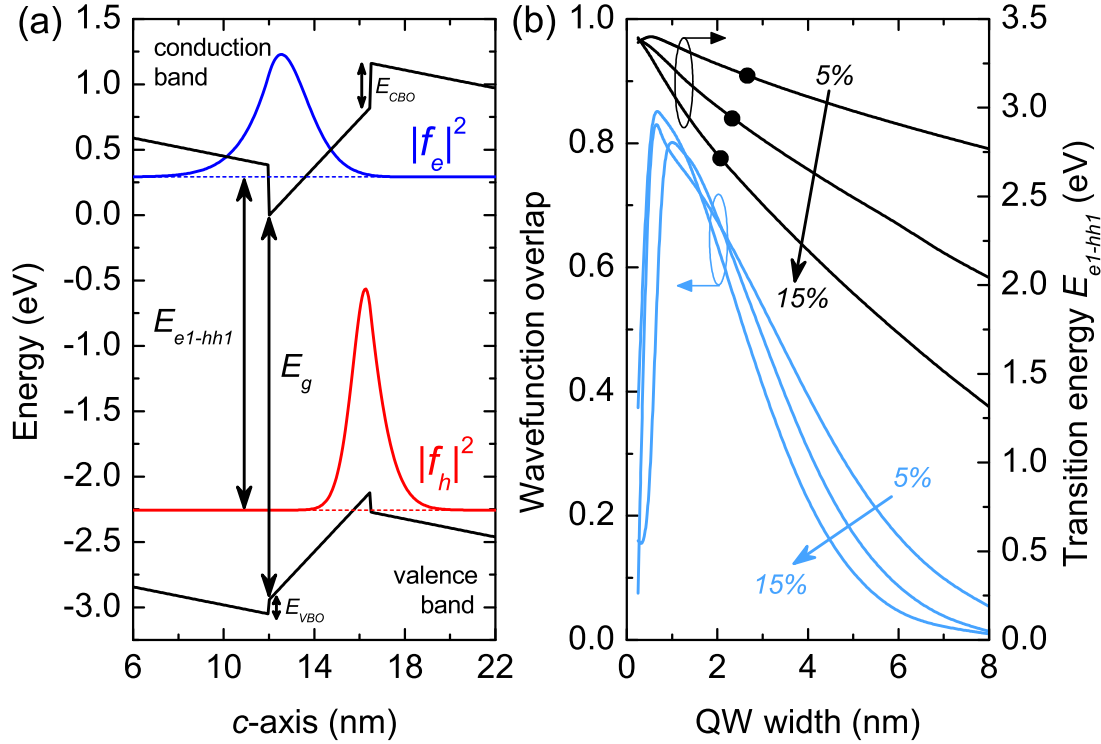 (a)
1.5
1.0
0.5
0.0
-0.5
-1.0
-1.5
-2.0
-2.5
-3.0
Energy (eV)
conduction
band
E_CBO
|f_e|^2
E_e1-hh1
E_g
|f_h|^2
valence
band
E_VBO
6 10 14 18 22
c-axis (nm)
(b)
1.0
0.8
0.6
0.4
0.2
0.0
Wavefunction overlap
5%
15%
5%
15%
0 2 4 6 8
QW width (nm)
3.5
3.0
2.5
2.0
1.5
1.0
0.5
0.0
Transition energy E_e1-hh1 (eV)